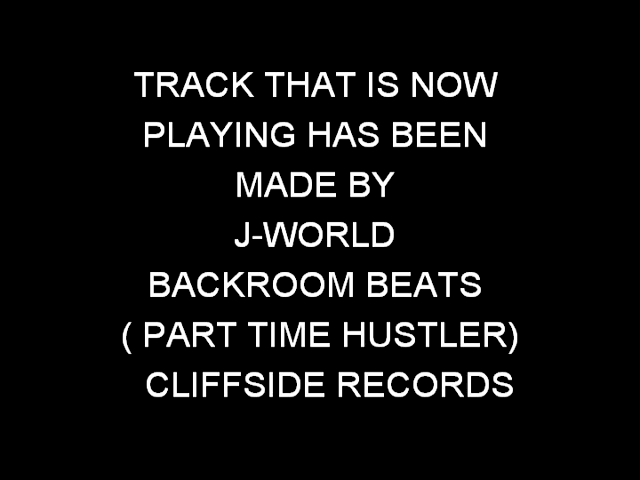 TRACK THAT IS NOW
PLAYING HAS BEEN
MADE BY
J-WORLD
BACKROOM BEATS
( PART TIME HUSTLER)
CLIFFSIDE RECORDS